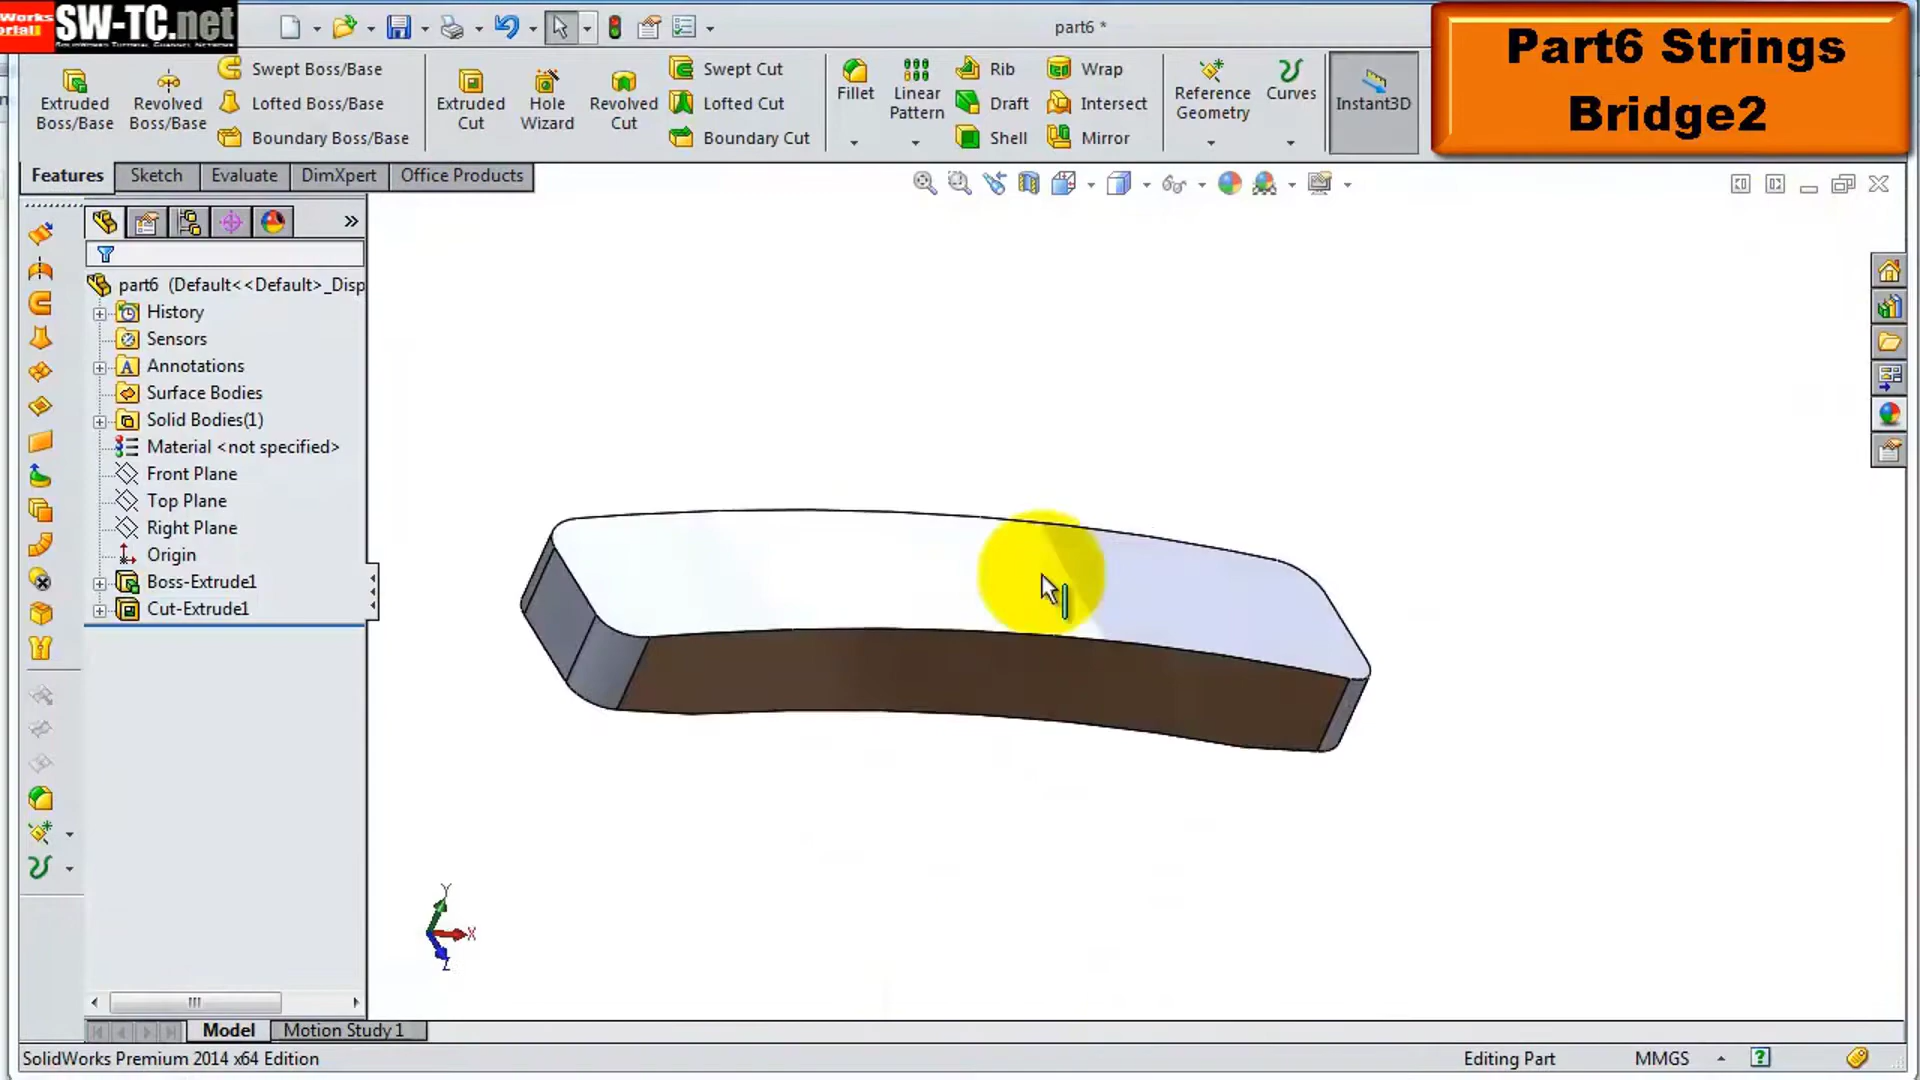 Works
orial
SW-TC.net
part6 *
Part6 Strings
Bridge2
Extruded
Boss/Base
Revolved
Boss/Base
Swept Boss/Base
Lofted Boss/Base
Boundary Boss/Base
Extruded
Cut
Hole
Wizard
Revolved
Cut
Swept Cut
Lofted Cut
Boundary Cut
Fillet
Linear
Pattern
Rib
Draft
Shell
Wrap
Intersect
Mirror
Reference
Geometry
Curves
Instant3D
Features
Sketch
Evaluate
DimXpert
Office Products
part6 (Default<<Default>_Disp
History
Sensors
Annotations
Surface Bodies
Solid Bodies(1)
Material <not specified>
Front Plane
Top Plane
Right Plane
Origin
Boss-Extrude1
Cut-Extrude1
Y
X
Z
Model
Motion Study 1
SolidWorks Premium 2014 x64 Edition
Editing Part
MMGS